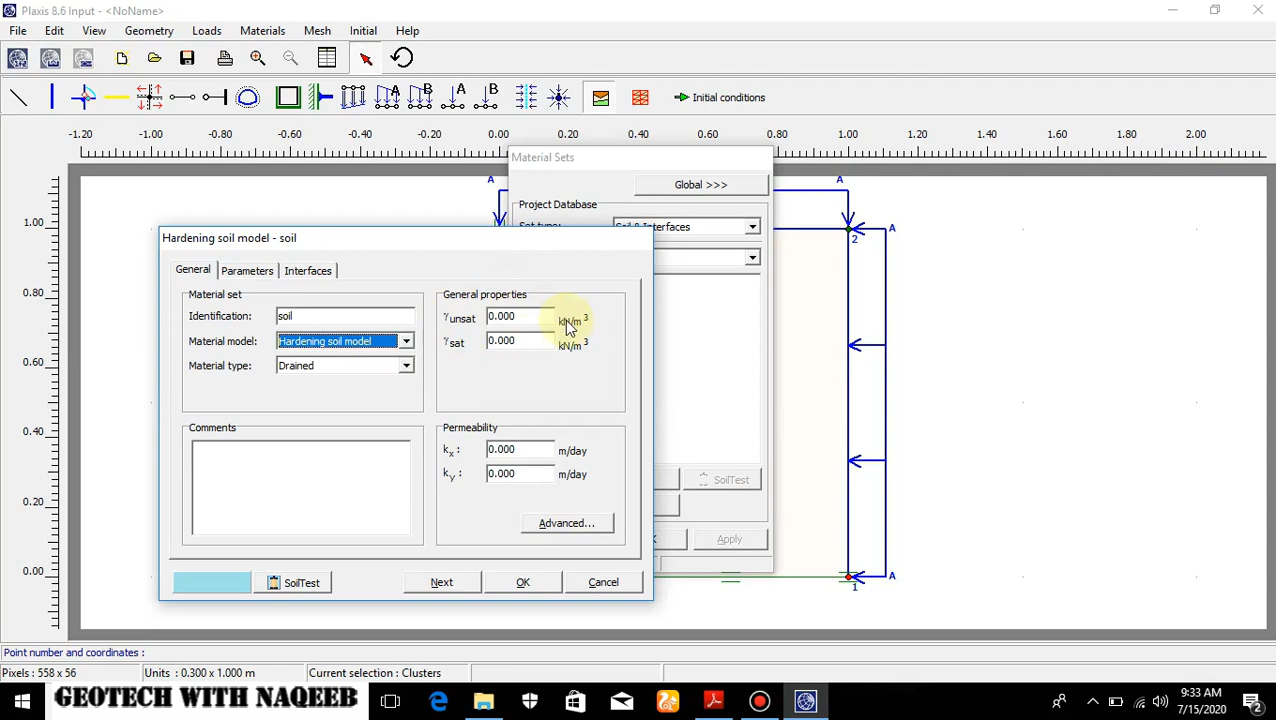 Plaxis 8.6 Input - <NoName>
File Edit View Geometry Loads Materials Mesh Initial Help
Initial conditions
-1.20 -1.00 -0.80 -0.60 -0.40 -0.20 0.00 0.20 0.40 0.60 0.80 1.00 1.20 1.40 1.60 1.80 2.00
Material Sets
A A
Global >>>
Project Database
1.00
Set type: Soil & Interfaces
A
2
Hardening soil model - soil
General Parameters Interfaces
Material set General properties
0.80
Identification: soil γunsat 0.000 kN/m 3
Material model: Hardening soil model γsat 0.000 kN/m 3
Material type: Drained
0.60
Comments Permeability
0.40
kx : 0.000 m/day
ky : 0.000 m/day
SoilTest
0.20
Advanced...
Apply
0.00
A
1
SoilTest Next OK Cancel
Point number and coordinates :
Pixels : 558 x 56 Units : 0.300 x 1.000 m Current selection : Clusters
GEOTECH WITH NAQEEB
9:33 AM
7/15/2020
2